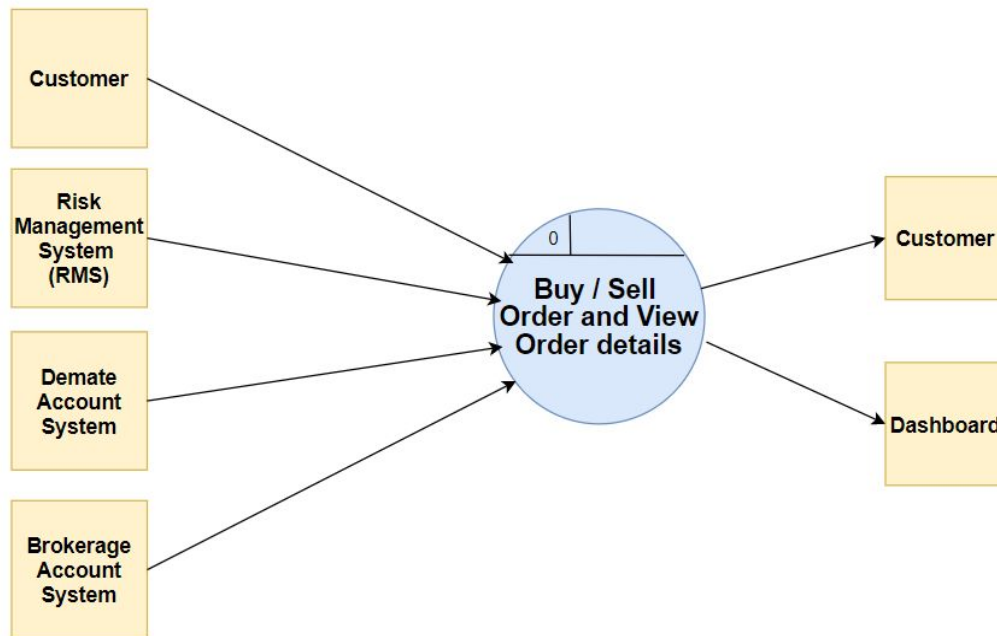 Customer
Risk
Management
System
(RMS)
Demate
Account
System
Brokerage
Account
System
0
Buy / Sell
Order and View
Order details
Customer
Dashboard